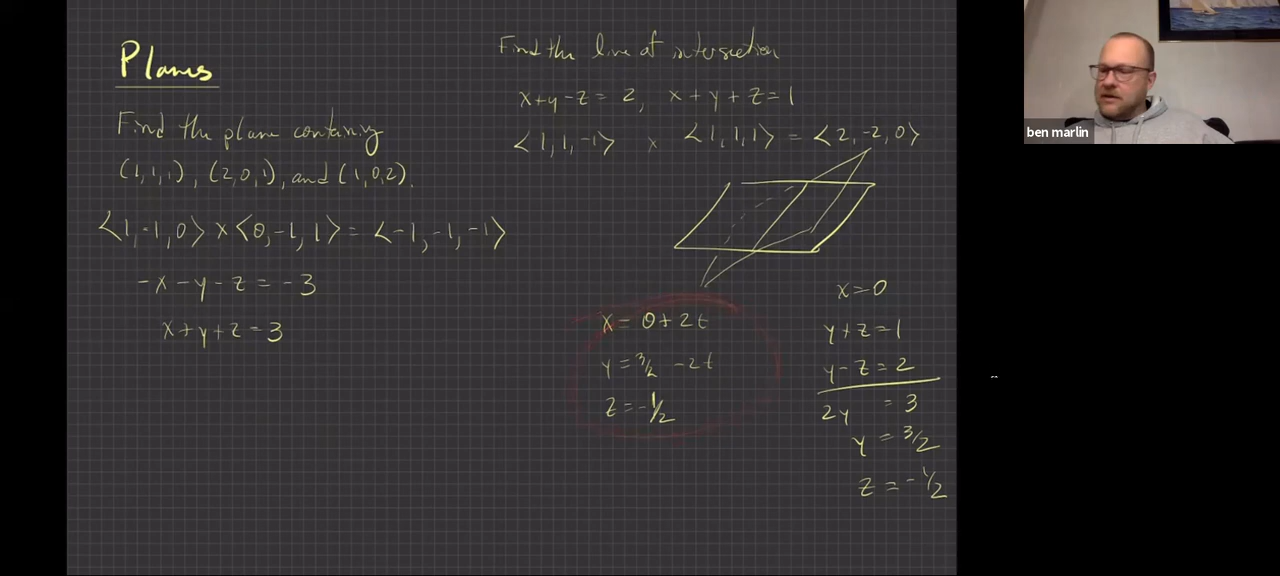 Planes
Find the plane containing
(1,1,1), (2,0,1), and (1,0,2).
<1,-1,0> x <0,-1,1> = <-1,-1,-1>
-x-y-z = -3
x+y+z = 3
Find the line of intersection
x+y-z = 2, x+y+z = 1
<1,1,-1> x <1,1,1> = <2,-2,0>
x = 0+2t
y = 3/2 -2t
z = -1/2
x = 0
y+z = 1
y-z = 2
2y = 3
y = 3/2
z = -1/2
ben marlin